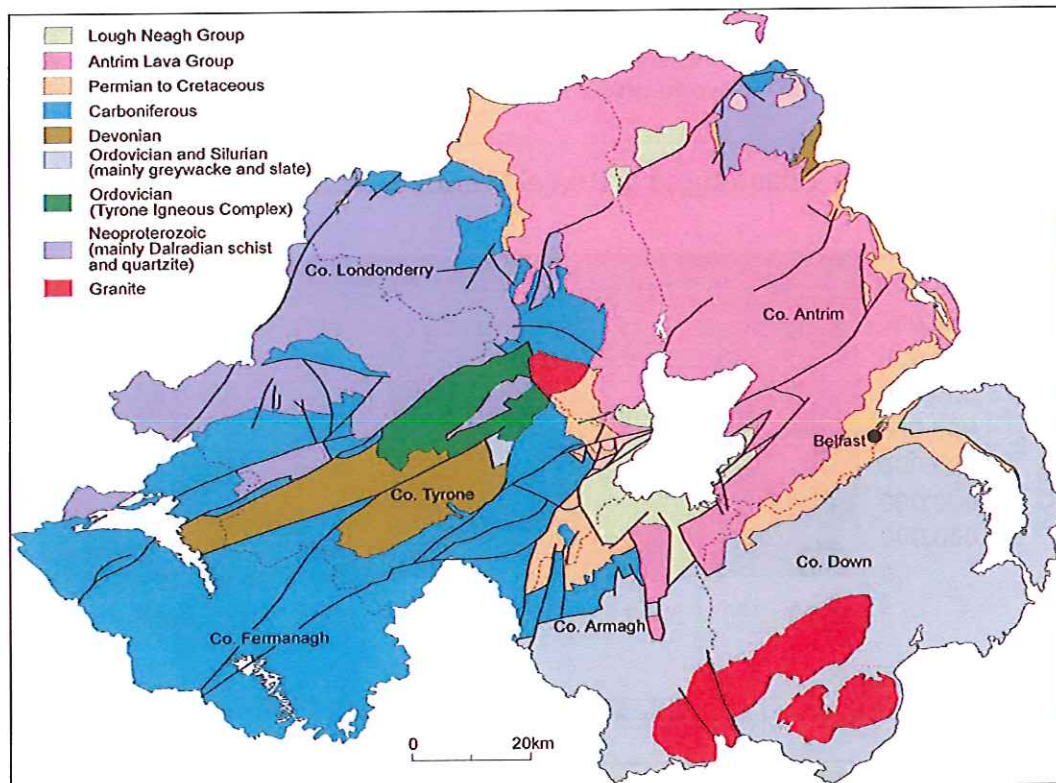 Lough Neagh Group
Antrim Lava Group
Permian to Cretaceous
Carboniferous
Devonian
Ordovician and Silurian
(mainly greywacke and slate)
Ordovician
(Tyrone Igneous Complex)
Neoproterozoic
(mainly Dalradian schist
and quartzite)
Granite
Co. Londonderry
Co. Antrim
Belfast
Co. Tyrone
Co. Down
Co. Armagh
Co. Fermanagh
0 20km